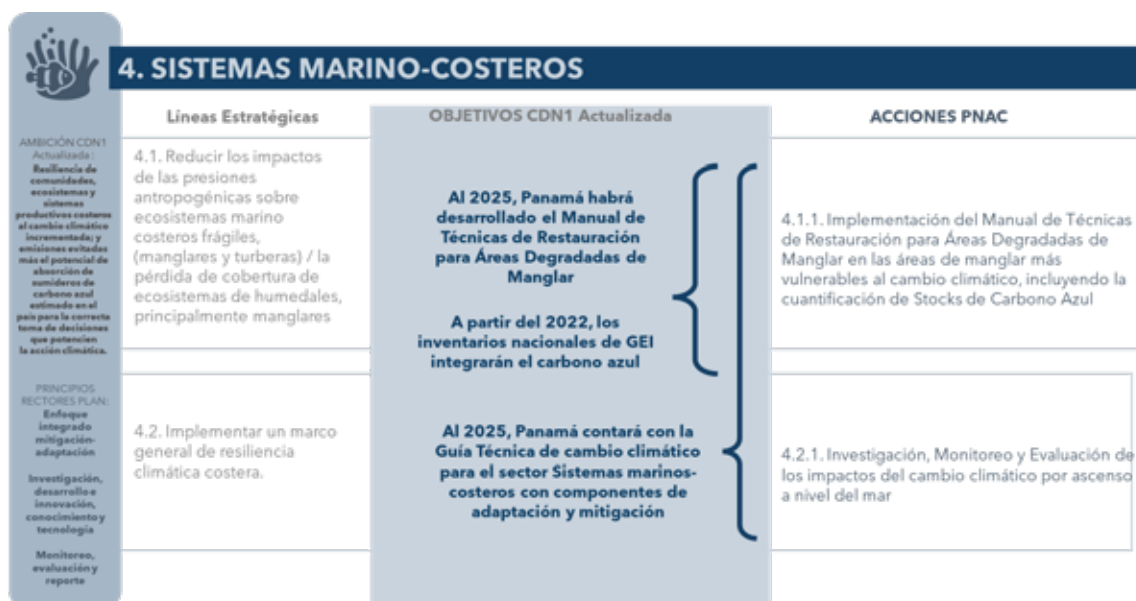 4. SISTEMAS MARINO-COSTEROS
AMBICIÓN CDN1
Actualizada:
Resiliencia de
comunidades,
ecosistemas y
sistemas
productivos costeros
al cambio climático
incrementada; y
emisiones evitadas
más el potencial de
absorción de
sumideros de
carbono azul
estimado en el
país para la correcta
toma de decisiones
que potencien
la acción climática.
PRINCIPIOS
RECTORES PLAN:
Enfoque
integrado
mitigación-
adaptación
Investigación,
desarrollo e
innovación,
conocimiento y
tecnología
Monitoreo,
evaluación y
reporte
Líneas Estratégicas
4.1. Reducir los impactos
de las presiones
antropogénicas sobre
ecosistemas marino
costeros frágiles,
(manglares y turberas) / la
pérdida de cobertura de
ecosistemas de humedales,
principalmente manglares
4.2. Implementar un marco
general de resiliencia
climática costera.
OBJETIVOS CDN1 Actualizada
Al 2025, Panamá habrá
desarrollado el Manual de
Técnicas de Restauración
para Áreas Degradadas de
Manglar
A partir del 2022, los
inventarios nacionales de GEI
integrarán el carbono azul
Al 2025, Panamá contará con la
Guía Técnica de cambio climático
para el sector Sistemas marinos-
costeros con componentes de
adaptación y mitigación
ACCIONES PNAC
4.1.1. Implementación del Manual de Técnicas
de Restauración para Áreas Degradadas de
Manglar en las áreas de manglar más
vulnerables al cambio climático, incluyendo la
cuantificación de Stocks de Carbono Azul
4.2.1. Investigación, Monitoreo y Evaluación de
los impactos del cambio climático por ascenso
a nivel del mar